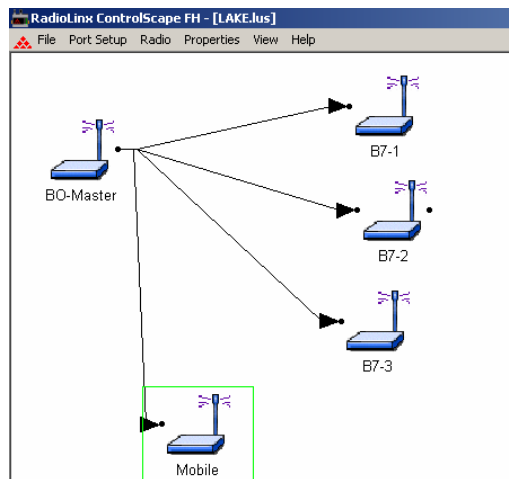 RadioLinx ControlScape FH - [LAKE.lus]
File Port Setup Radio Properties View Help
B7-1
BO-Master
B7-2
B7-3
Mobile